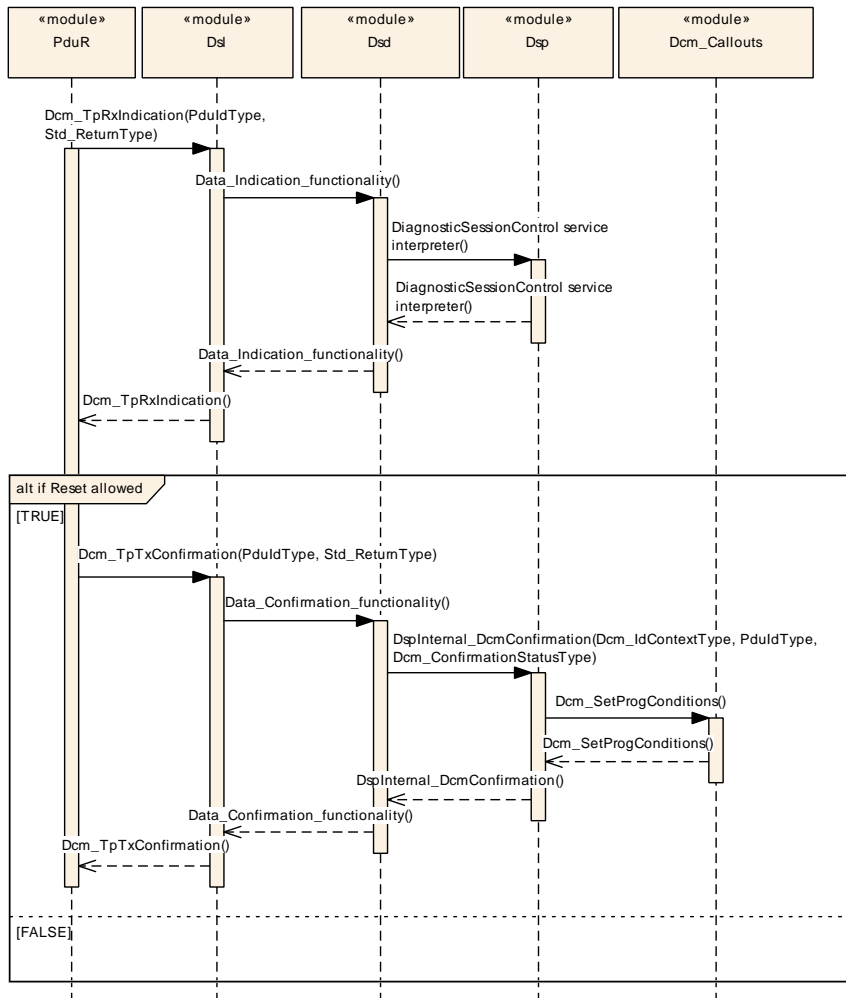 «module»
PduR
«module»
Dsl
«module»
Dsd
«module»
Dsp
«module»
Dcm_Callouts
Dcm_TpRxIndication(PduIdType,
Std_ReturnType)
Data_Indication_functionality()
DiagnosticSessionControl service
interpreter()
DiagnosticSessionControl service
interpreter()
Data_Indication_functionality()
Dcm_TpRxIndication()
alt if Reset allowed
[TRUE]
Dcm_TpTxConfirmation(PduIdType, Std_ReturnType)
Data_Confirmation_functionality()
DspInternal_DcmConfirmation(Dcm_IdContextType, PduIdType,
Dcm_ConfirmationStatusType)
Dcm_SetProgConditions()
Dcm_SetProgConditions()
DspInternal_DcmConfirmation()
Data_Confirmation_functionality()
Dcm_TpTxConfirmation()
[FALSE]